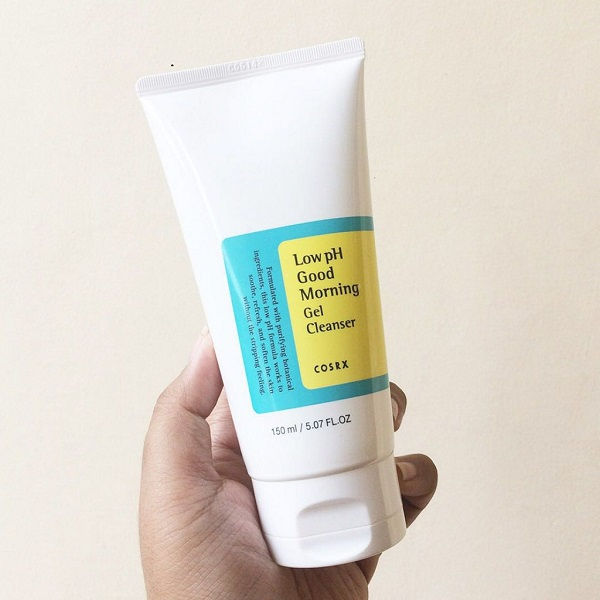 Low pH
Good
Morning
Gel
Cleanser
COSRX
Formulated with purifying botanical
ingredients, this low pH formula works to
soothe, refresh, and soften the skin
without the stripping feeling.
150 ml / 5.07 FL.OZ